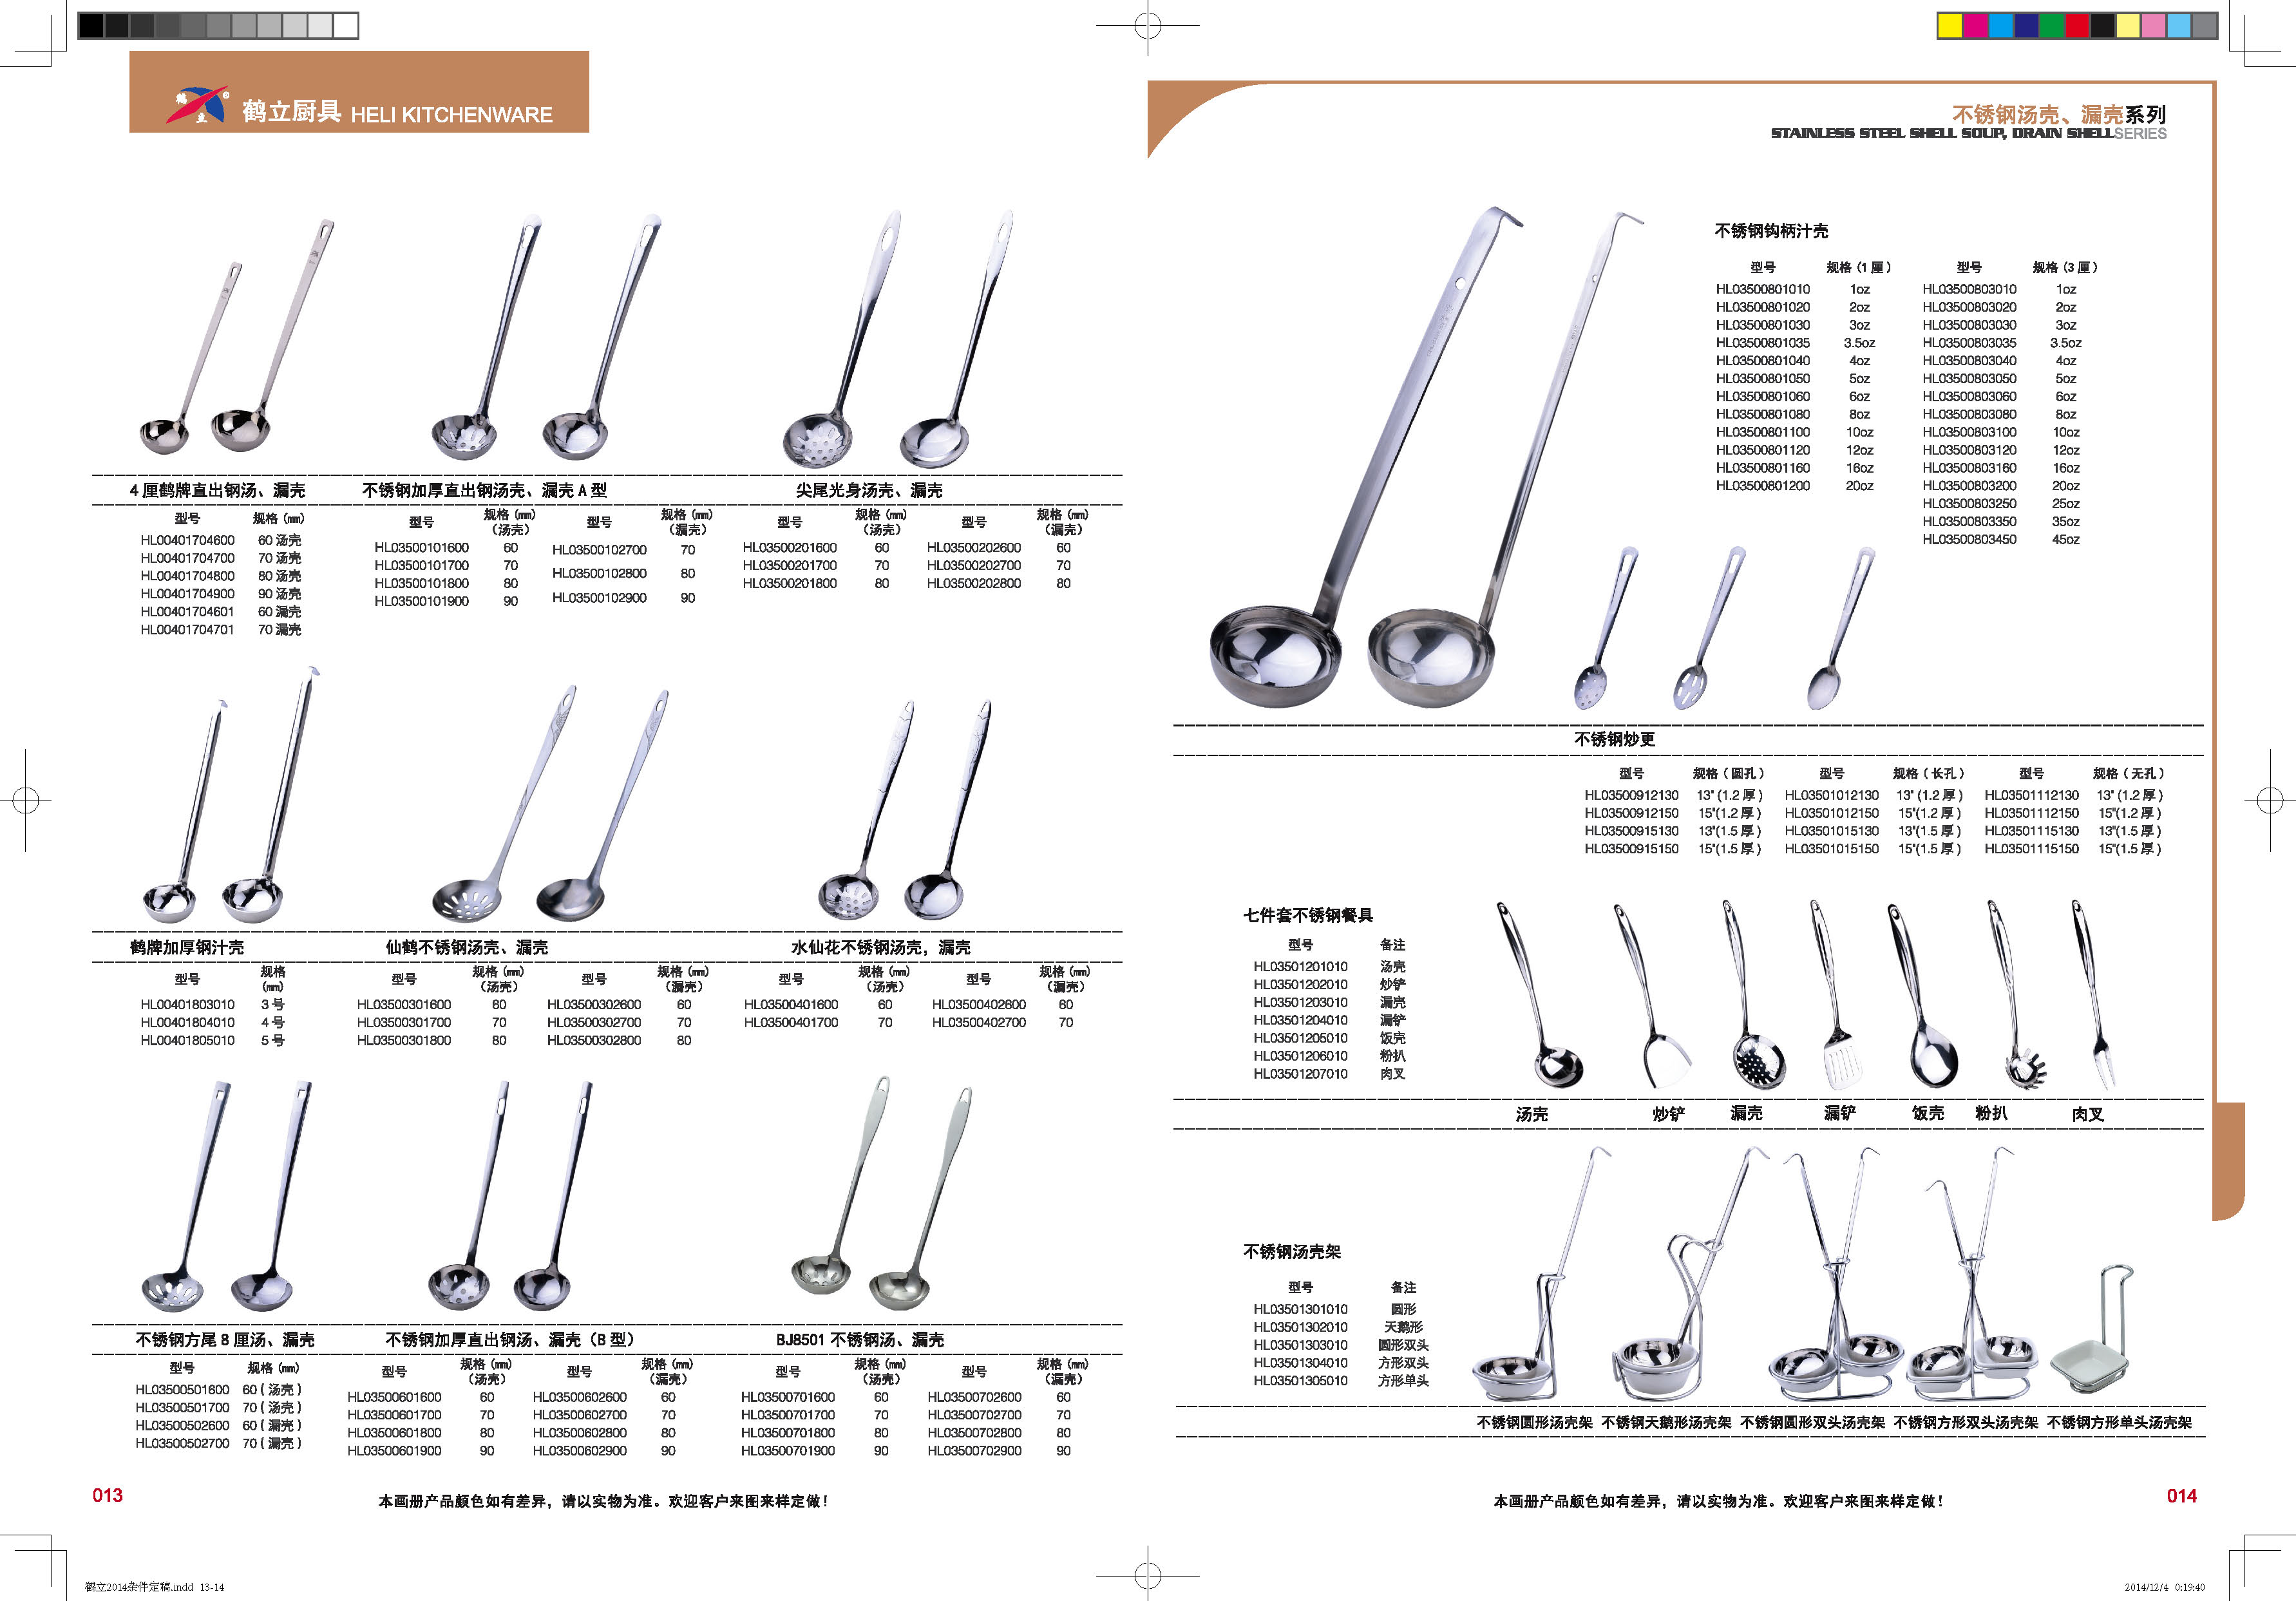 鹤立厨具 HELI KITCHENWARE
4 厘鹤牌直出钢汤、漏壳
型号 规格 (mm)
HL00401704600 60 汤壳
HL00401704700 70 汤壳
HL00401704800 80 汤壳
HL00401704900 90 汤壳
HL00401704601 60 漏壳
HL00401704701 70 漏壳
不锈钢加厚直出钢汤壳、漏壳 A 型
型号 规格 (mm) (汤壳) 型号 规格 (mm) (漏壳)
HL03500101600 60 HL03500102700 70
HL03500101700 70 HL03500102800 80
HL03500101800 80 HL03500102900 90
HL03500101900 90
尖尾光身汤壳、漏壳
型号 规格 (mm) (汤壳) 型号 规格 (mm) (漏壳)
HL03500201600 60 HL03500202600 60
HL03500201700 70 HL03500202700 70
HL03500201800 80 HL03500202800 80
鹤牌加厚钢汁壳
型号 规格 (mm)
HL00401803010 3 号
HL00401804010 4 号
HL00401805010 5 号
仙鹤不锈钢汤壳、漏壳
型号 规格 (mm) (汤壳) 型号 规格 (mm) (漏壳)
HL03500301600 60 HL03500302600 60
HL03500301700 70 HL03500302700 70
HL03500301800 80 HL03500302800 80
水仙花不锈钢汤壳，漏壳
型号 规格 (mm) (汤壳) 型号 规格 (mm) (漏壳)
HL03500401600 60 HL03500402600 60
HL03500401700 70 HL03500402700 70
不锈钢方尾 8 厘汤、漏壳
型号 规格 (mm)
HL03500501600 60 ( 汤壳 )
HL03500501700 70 ( 汤壳 )
HL03500502600 60 ( 漏壳 )
HL03500502700 70 ( 漏壳 )
不锈钢加厚直出钢汤、漏壳（B 型）
型号 规格 (mm) (汤壳) 型号 规格 (mm) (漏壳)
HL03500601600 60 HL03500602600 60
HL03500601700 70 HL03500602700 70
HL03500601800 80 HL03500602800 80
HL03500601900 90 HL03500602900 90
BJ8501 不锈钢汤、漏壳
型号 规格 (mm) (汤壳) 型号 规格 (mm) (漏壳)
HL03500701600 60 HL03500702600 60
HL03500701700 70 HL03500702700 70
HL03500701800 80 HL03500702800 80
HL03500701900 90 HL03500702900 90
013
本画册产品颜色如有差异，请以实物为准。欢迎客户来图来样定做！
不锈钢汤壳、漏壳系列
STAINLESS STEEL SHELL SOUP, DRAIN SHELLSERIES
不锈钢钩柄汁壳
型号 规格 (1 厘 ) 型号 规格 (3 厘 )
HL03500801010 1oz HL03500803010 1oz
HL03500801020 2oz HL03500803020 2oz
HL03500801030 3oz HL03500803030 3oz
HL03500801035 3.5oz HL03500803035 3.5oz
HL03500801040 4oz HL03500803040 4oz
HL03500801050 5oz HL03500803050 5oz
HL03500801060 6oz HL03500803060 6oz
HL03500801080 8oz HL03500803080 8oz
HL03500801100 10oz HL03500803100 10oz
HL03500801120 12oz HL03500803120 12oz
HL03500801160 16oz HL03500803160 16oz
HL03500801200 20oz HL03500803200 20oz
HL03500803250 25oz
HL03500803350 35oz
HL03500803450 45oz
不锈钢炒更
型号 规格 ( 圆孔 ) 型号 规格 ( 长孔 ) 型号 规格 ( 无孔 )
HL03500912130 13" (1.2 厚 ) HL03501012130 13" (1.2 厚 ) HL03501112130 13" (1.2 厚 )
HL03500912150 15"(1.2 厚 ) HL03501012150 15"(1.2 厚 ) HL03501112150 15"(1.2 厚 )
HL03500915130 13"(1.5 厚 ) HL03501015130 13"(1.5 厚 ) HL03501115130 13"(1.5 厚 )
HL03500915150 15"(1.5 厚 ) HL03501015150 15"(1.5 厚 ) HL03501115150 15"(1.5 厚 )
七件套不锈钢餐具
型号 备注
HL03501201010 汤壳
HL03501202010 炒铲
HL03501203010 漏壳
HL03501204010 漏铲
HL03501205010 饭壳
HL03501206010 粉扒
HL03501207010 肉叉
汤壳 炒铲 漏壳 漏铲 饭壳 粉扒 肉叉
不锈钢汤壳架
型号 备注
HL03501301010 圆形
HL03501302010 天鹅形
HL03501303010 圆形双头
HL03501304010 方形双头
HL03501305010 方形单头
不锈钢圆形汤壳架 不锈钢天鹅形汤壳架 不锈钢圆形双头汤壳架 不锈钢方形双头汤壳架 不锈钢方形单头汤壳架
本画册产品颜色如有差异，请以实物为准。欢迎客户来图来样定做！
014
鹤立2014杂件定稿.indd 13-14
2014/12/4 0:19:40